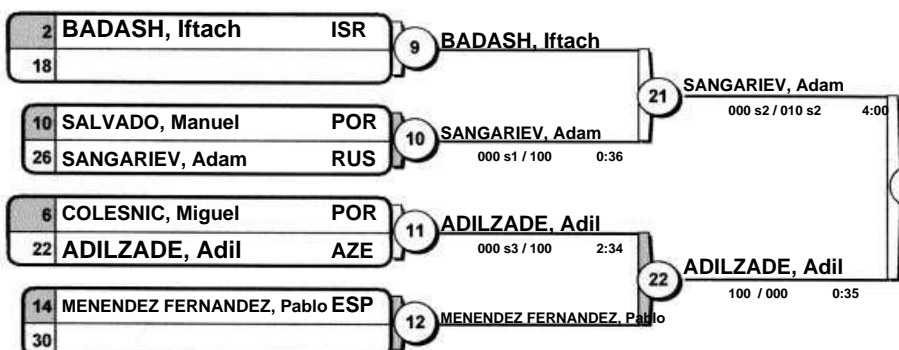 2 BADASH, Iftach ISR
18
9 BADASH, Iftach
10 SALVADO, Manuel POR
26 SANGARIEV, Adam RUS
10 SANGARIEV, Adam
000 s1 / 100 0:36
21 SANGARIEV, Adam
000 s2 / 010 s2 4:00
6 COLESNIC, Miguel POR
22 ADILZADE, Adil AZE
11 ADILZADE, Adil
000 s3 / 100 2:34
14 MENENDEZ FERNANDEZ, Pablo ESP
30
12 MENENDEZ FERNANDEZ, Pablo
22 ADILZADE, Adil
100 / 000 0:35